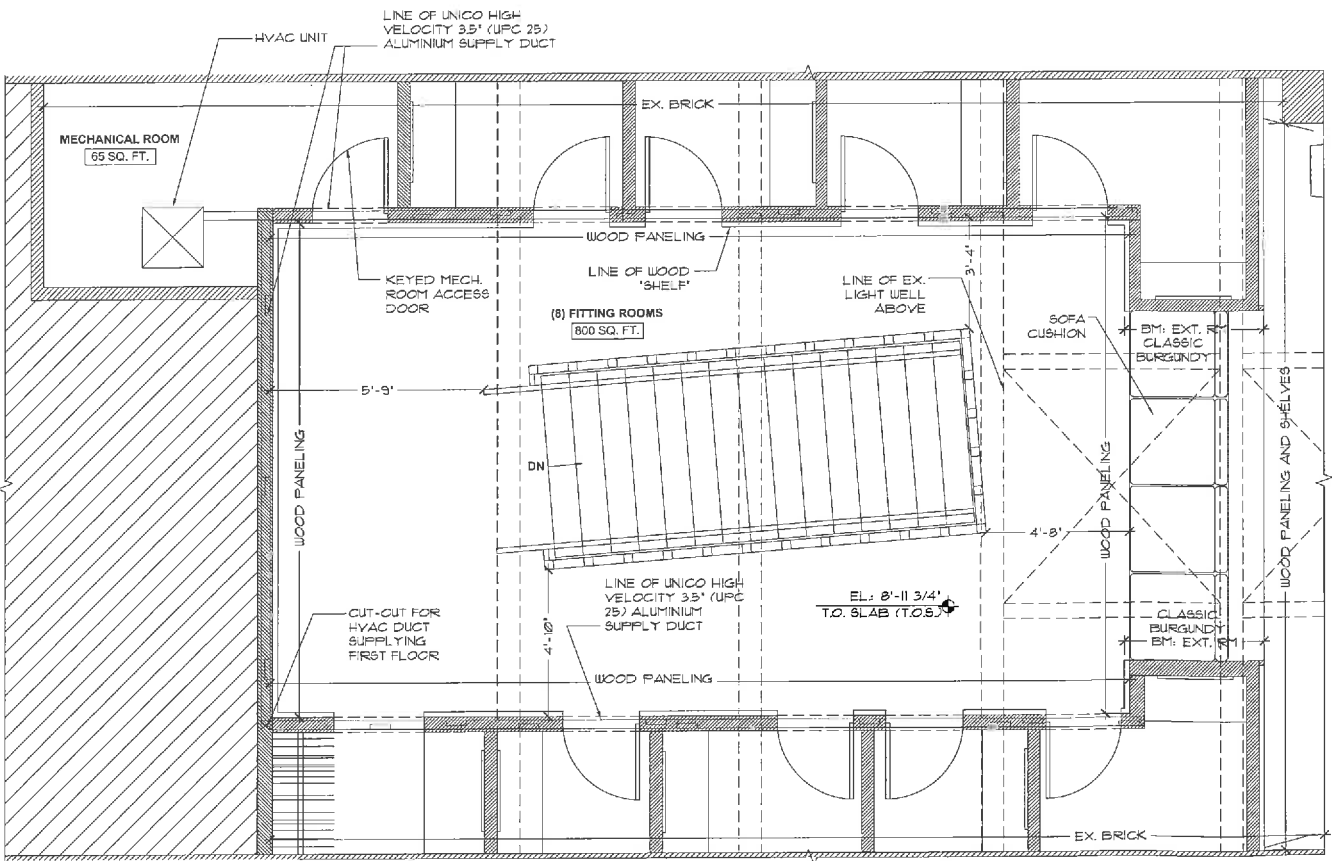 LINE OF UNICO HIGH
VELOCITY 3.5" (UPC 25)
ALUMINIUM SUPPLY DUCT
HVAC UNIT
EX. BRICK
MECHANICAL ROOM
65 SQ. FT.
WOOD PANELING
KEYED MECH.
ROOM ACCESS
DOOR
LINE OF WOOD
"SHELF"
3'-4"
LINE OF EX.
LIGHT WELL
ABOVE
(8) FITTING ROOMS
800 SQ. FT.
SOFA
CUSHION
BM: EXT. RM
CLASSIC
BURGUNDY
5'-9"
WOOD PANELING
DN
WOOD PANELING
WOOD PANELING AND SHELVES
4'-8"
LINE OF UNICO HIGH
VELOCITY 3.5" (UPC
25) ALUMINIUM
SUPPLY DUCT
EL.: 8'-11 3/4"
T.O. SLAB (T.O.S.)
CUT-OUT FOR
HVAC DUCT
SUPPLYING
FIRST FLOOR
4'-10"
CLASSIC
BURGUNDY
BM: EXT. RM
WOOD PANELING
EX. BRICK